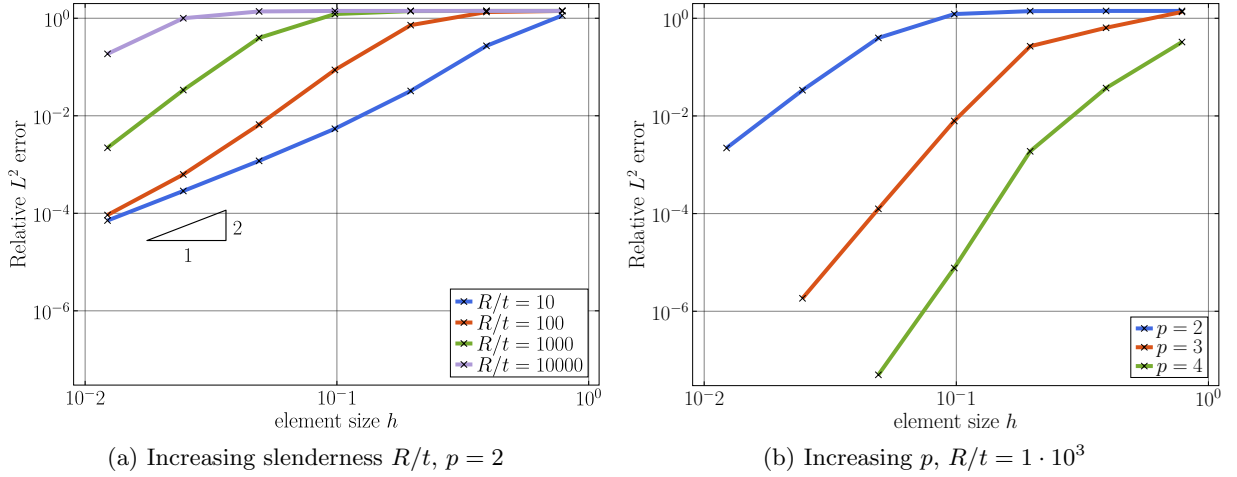 10^0
10^−2
10^−4
10^−6
Relative L^2 error
10^−2
10^−1
10^0
element size h
2
1
R/t = 10
R/t = 100
R/t = 1000
R/t = 10000
(a) Increasing slenderness R/t, p = 2
10^0
10^−2
10^−4
10^−6
Relative L^2 error
10^−2
10^−1
10^0
element size h
p = 2
p = 3
p = 4
(b) Increasing p, R/t = 1 · 10^3